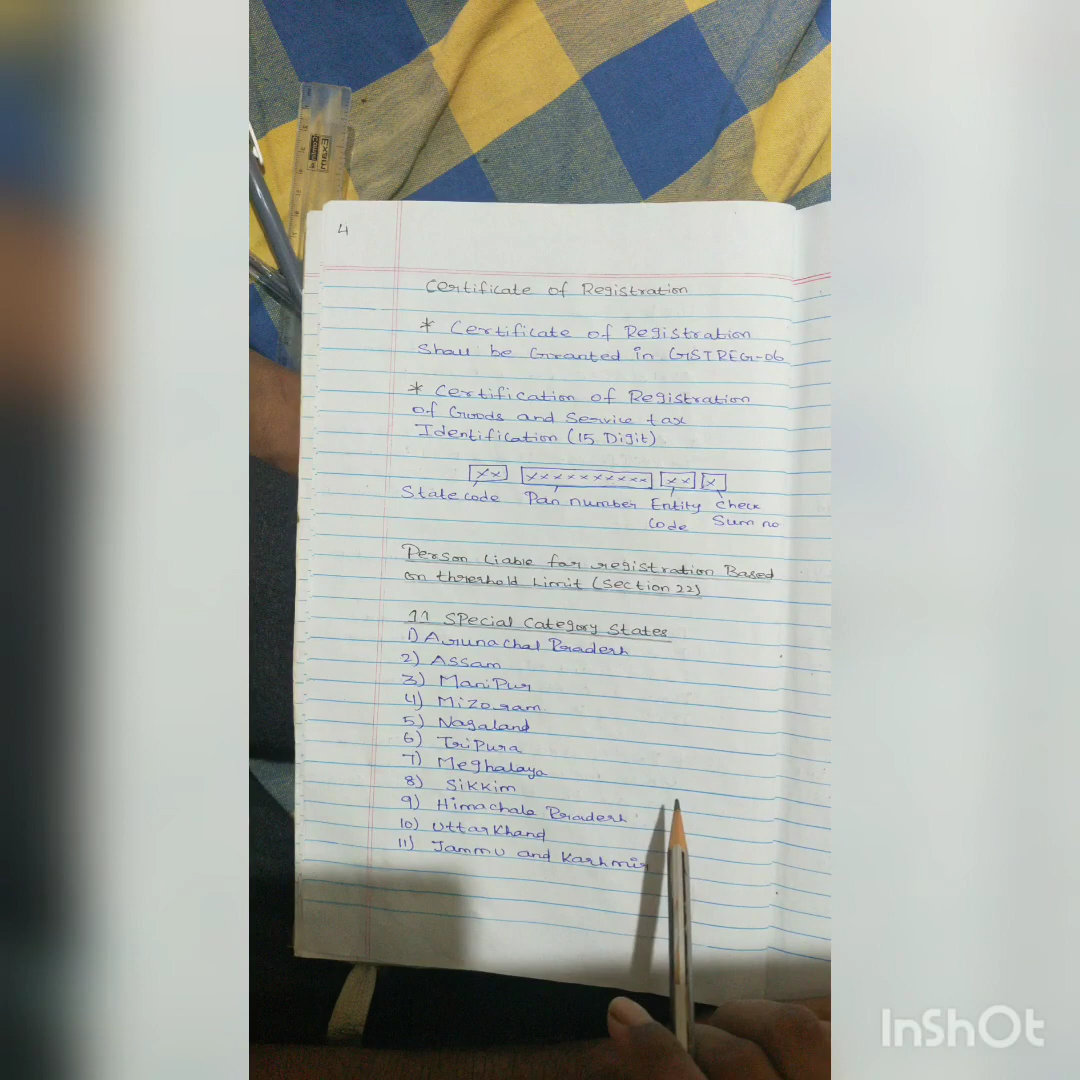 4
Certificate of Registration
* Certificate of Registration
Shall be Granted in GSTREG-06
* Certification of Registration
of Goods and Service tax
Identification (15 Digit)
xx xxxxxxxxxx xx x
State code Pan number Entity check
Code Sum no
Person Liable for registration Based
on threshold Limit (Section 22)
11 Special Category States
1) Arunachal Pradesh
2) Assam
3) Manipur
4) Mizoram
5) Nagaland
6) Tripura
7) Meghalaya
8) Sikkim
9) Himachala Pradesh
10) Uttarkhand
11) Jammu and Kashmir
Exam
InShOt